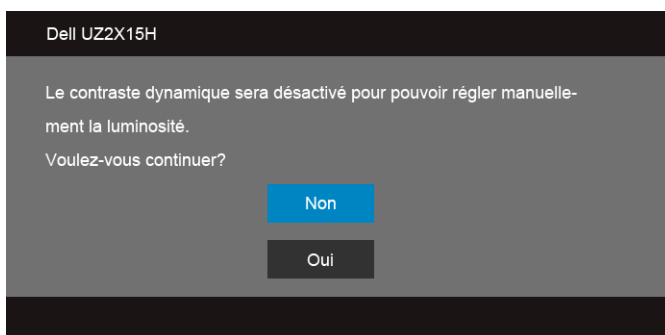 Dell UZ2X15H
Le contraste dynamique sera désactivé pour pouvoir régler manuelle-
ment la luminosité.
Voulez-vous continuer?
Non
Oui